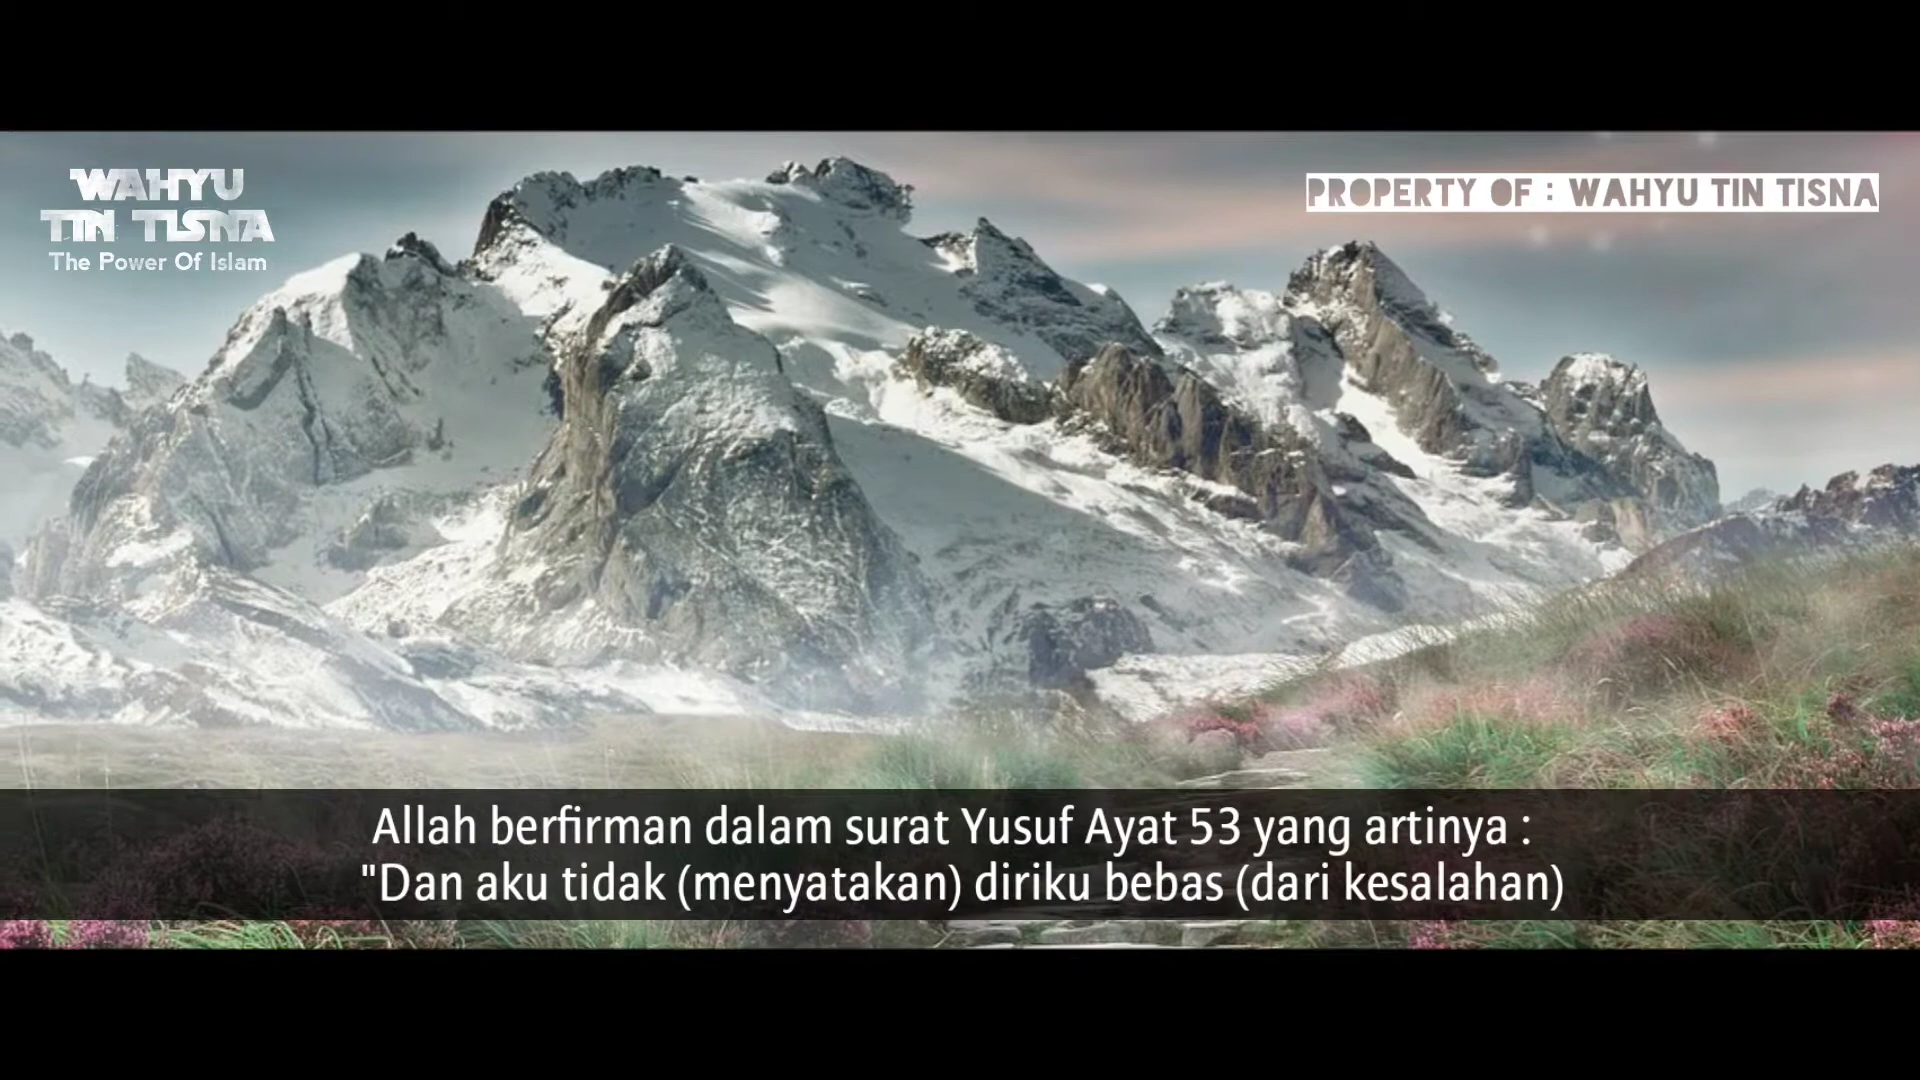 WAHYU
TIN TISNA
The Power Of Islam
PROPERTY OF : WAHYU TIN TISNA
Allah berfirman dalam surat Yusuf Ayat 53 yang artinya :
"Dan aku tidak (menyatakan) diriku bebas (dari kesalahan)